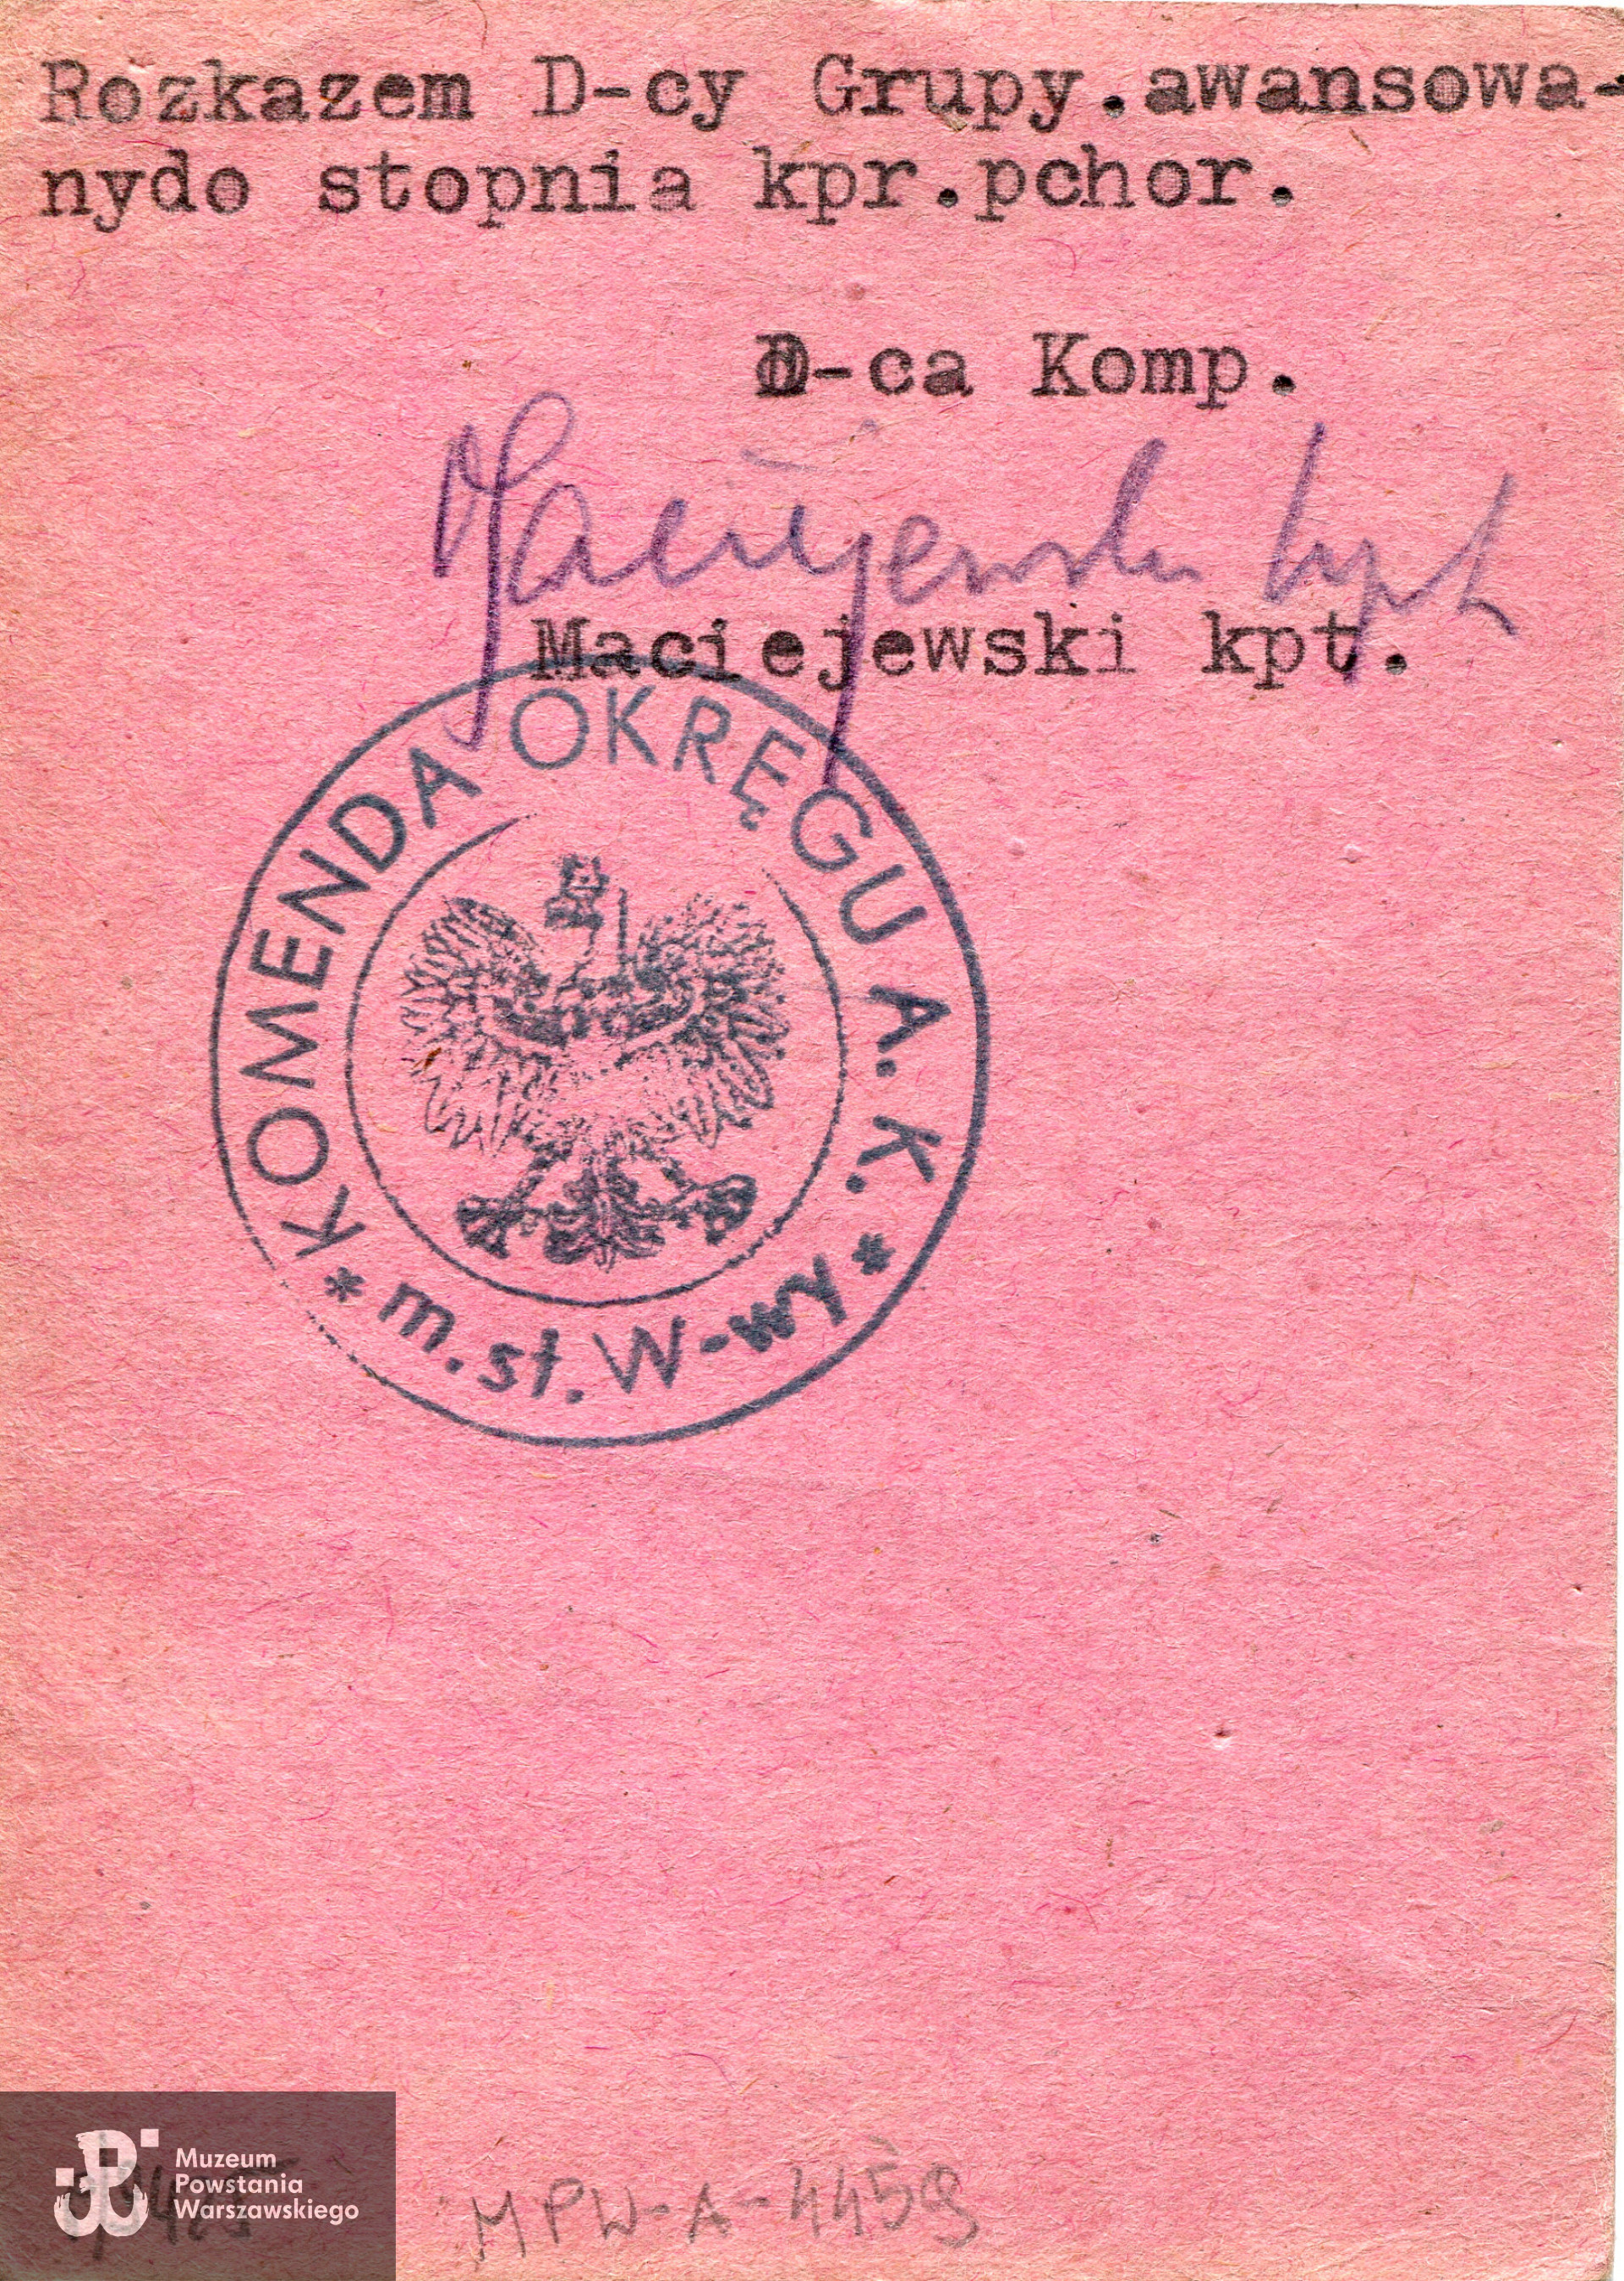 Rozkazem D-cy Grupy.awansowa-
nydo stopnia kpr.pchor.
D-ca Komp.
Maciejewski kpt
Maciejewski kpt.
KOMENDA OKRĘGU A.K.
* m.st. W-wy *
Muzeum
Powstania
Warszawskiego
MPW-A-4459